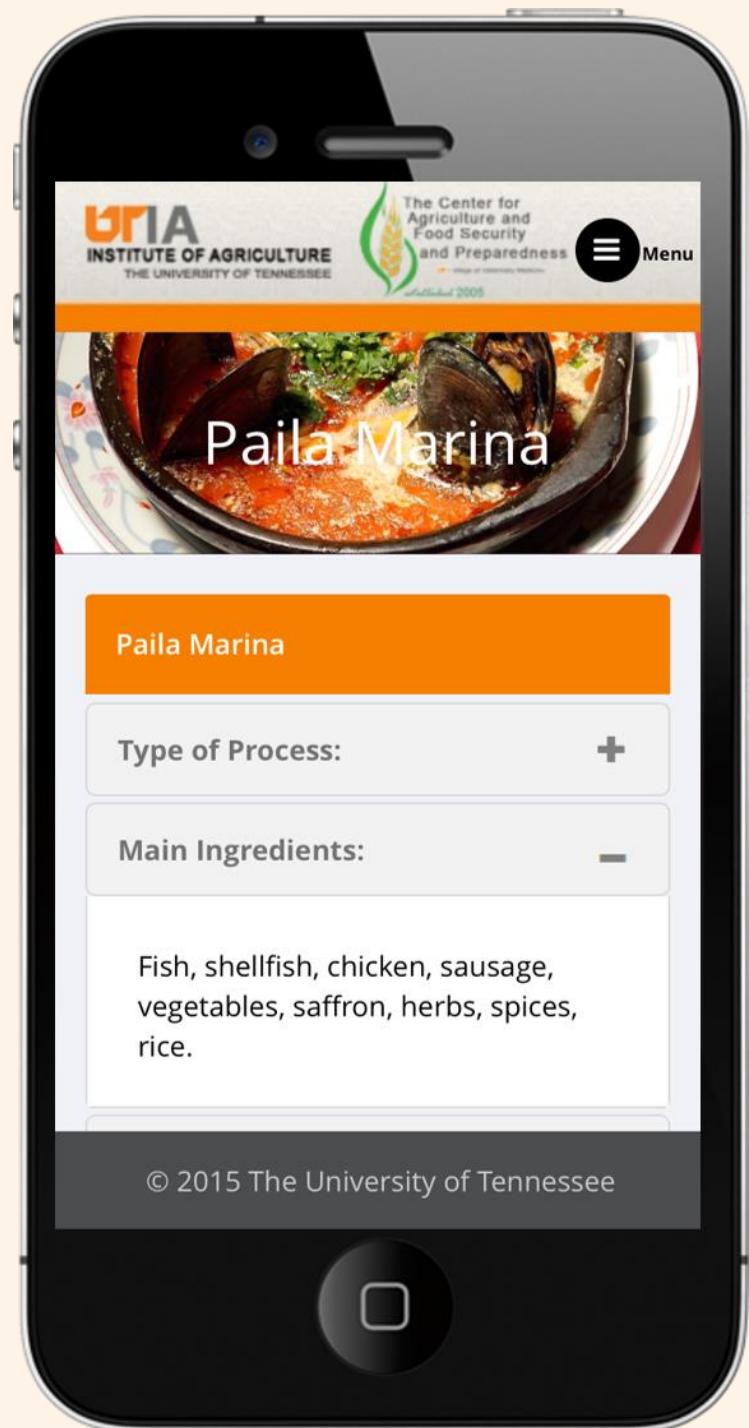 UTIA
INSTITUTE OF AGRICULTURE
THE UNIVERSITY OF TENNESSEE
The Center for
Agriculture and
Food Security
and Preparedness
established 2005
Menu
Paila Marina
Paila Marina
Type of Process:
Main Ingredients:
Fish, shellfish, chicken, sausage,
vegetables, saffron, herbs, spices,
rice.
© 2015 The University of Tennessee